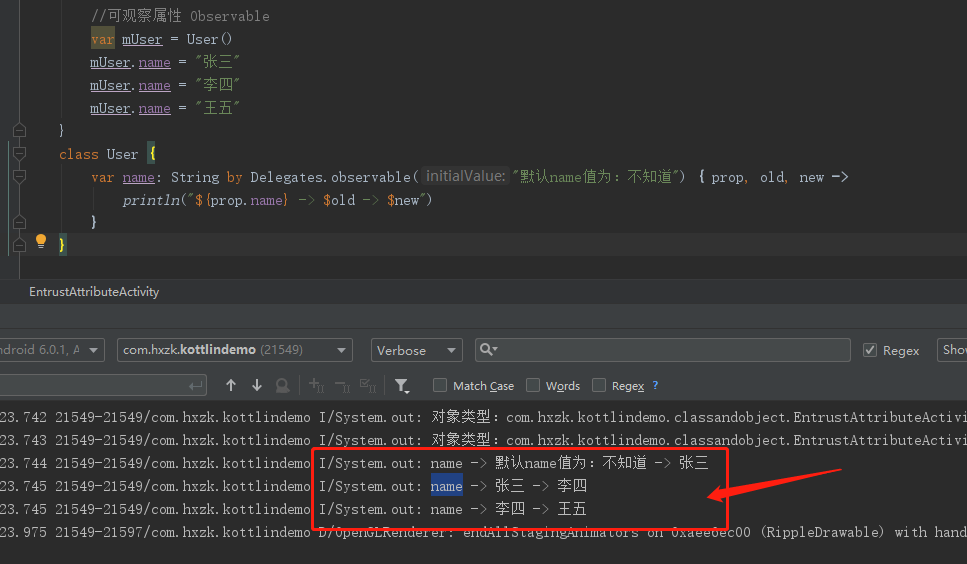 //可观察属性 Observable
var mUser = User()
mUser.name = "张三"
mUser.name = "李四"
mUser.name = "王五"
}
class User {
var name: String by Delegates.observable( initialValue: "默认name值为：不知道") { prop, old, new ->
println("${prop.name} -> $old -> $new")
}
}
EntrustAttributeActivity
ndroid 6.0.1, A com.hxzk.kottlindemo (21549) Verbose Regex Show
Match Case Words Regex ?
23.742 21549-21549/com.hxzk.kottlindemo I/System.out: 对象类型：com.hxzk.kottlindemo.classandobject.EntrustAttributeActivi
23.743 21549-21549/com.hxzk.kottlindemo I/System.out: 对象类型：com.hxzk.kottlindemo.classandobject.EntrustAttributeActivi
23.744 21549-21549/com.hxzk.kottlindemo I/System.out: name -> 默认name值为：不知道 -> 张三
23.745 21549-21549/com.hxzk.kottlindemo I/System.out: name -> 张三 -> 李四
23.745 21549-21549/com.hxzk.kottlindemo I/System.out: name -> 李四 -> 王五
23.975 21549-21597/com.hxzk.kottlindemo D/OpenGLRenderer: endAllStagingAnimators on 0xaee6ec00 (RippleDrawable) with hand